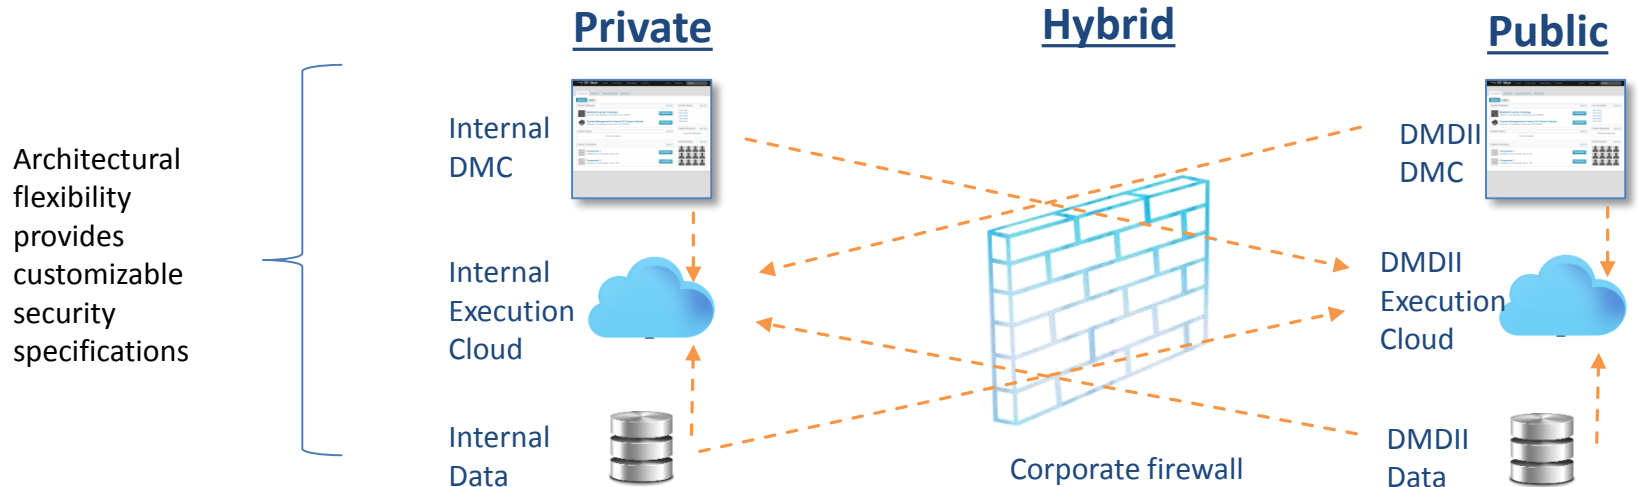 Private
Hybrid
Public
Architectural
flexibility
provides
customizable
security
specifications
Internal
DMC
Internal
Execution
Cloud
Internal
Data
Corporate firewall
DMDII
DMC
DMDII
Execution
Cloud
DMDII
Data